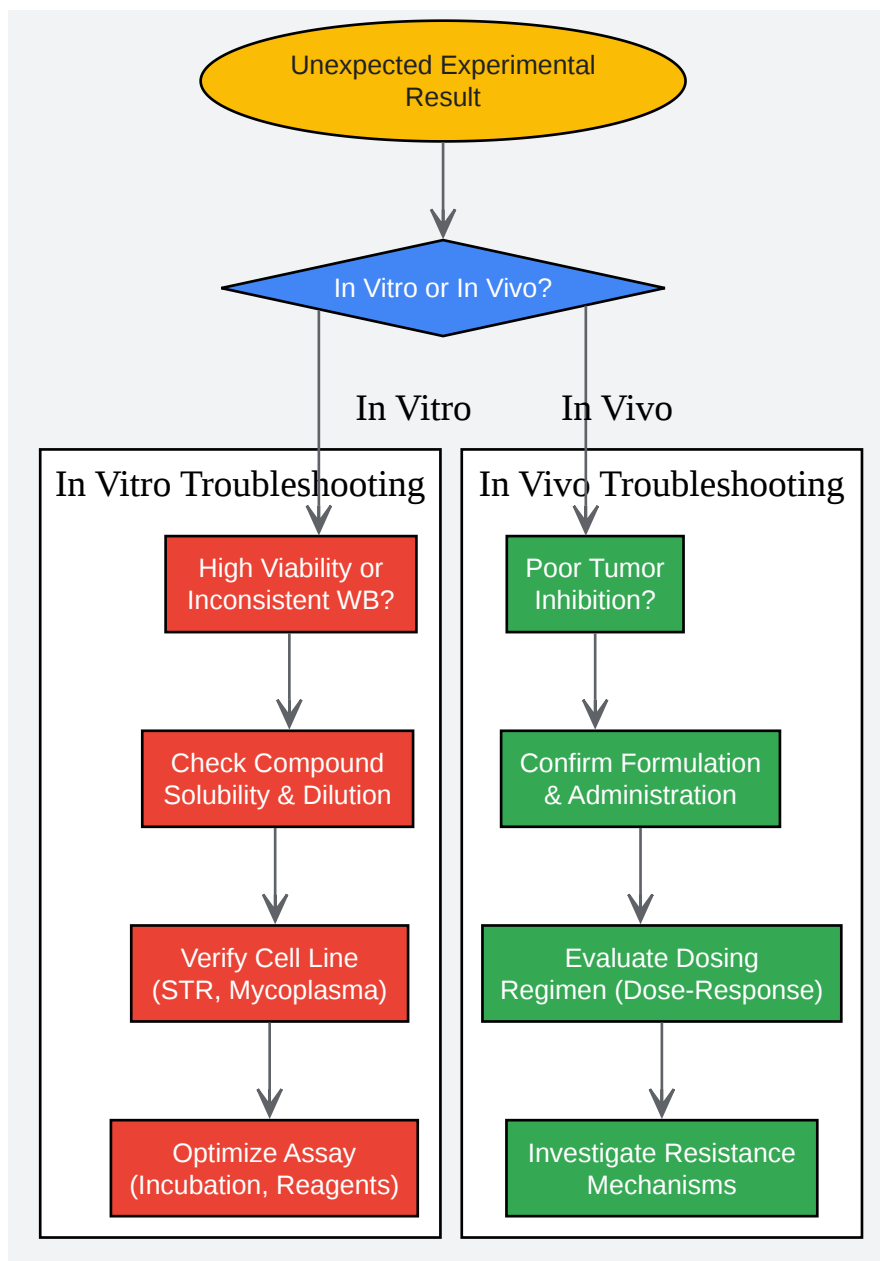 Unexpected Experimental
Result
In Vitro or In Vivo?
In Vitro
In Vivo
In Vitro Troubleshooting
High Viability or
Inconsistent WB?
Check Compound
Solubility & Dilution
Verify Cell Line
(STR, Mycoplasma)
Optimize Assay
(Incubation, Reagents)
In Vivo Troubleshooting
Poor Tumor
Inhibition?
Confirm Formulation
& Administration
Evaluate Dosing
Regimen (Dose-Response)
Investigate Resistance
Mechanisms